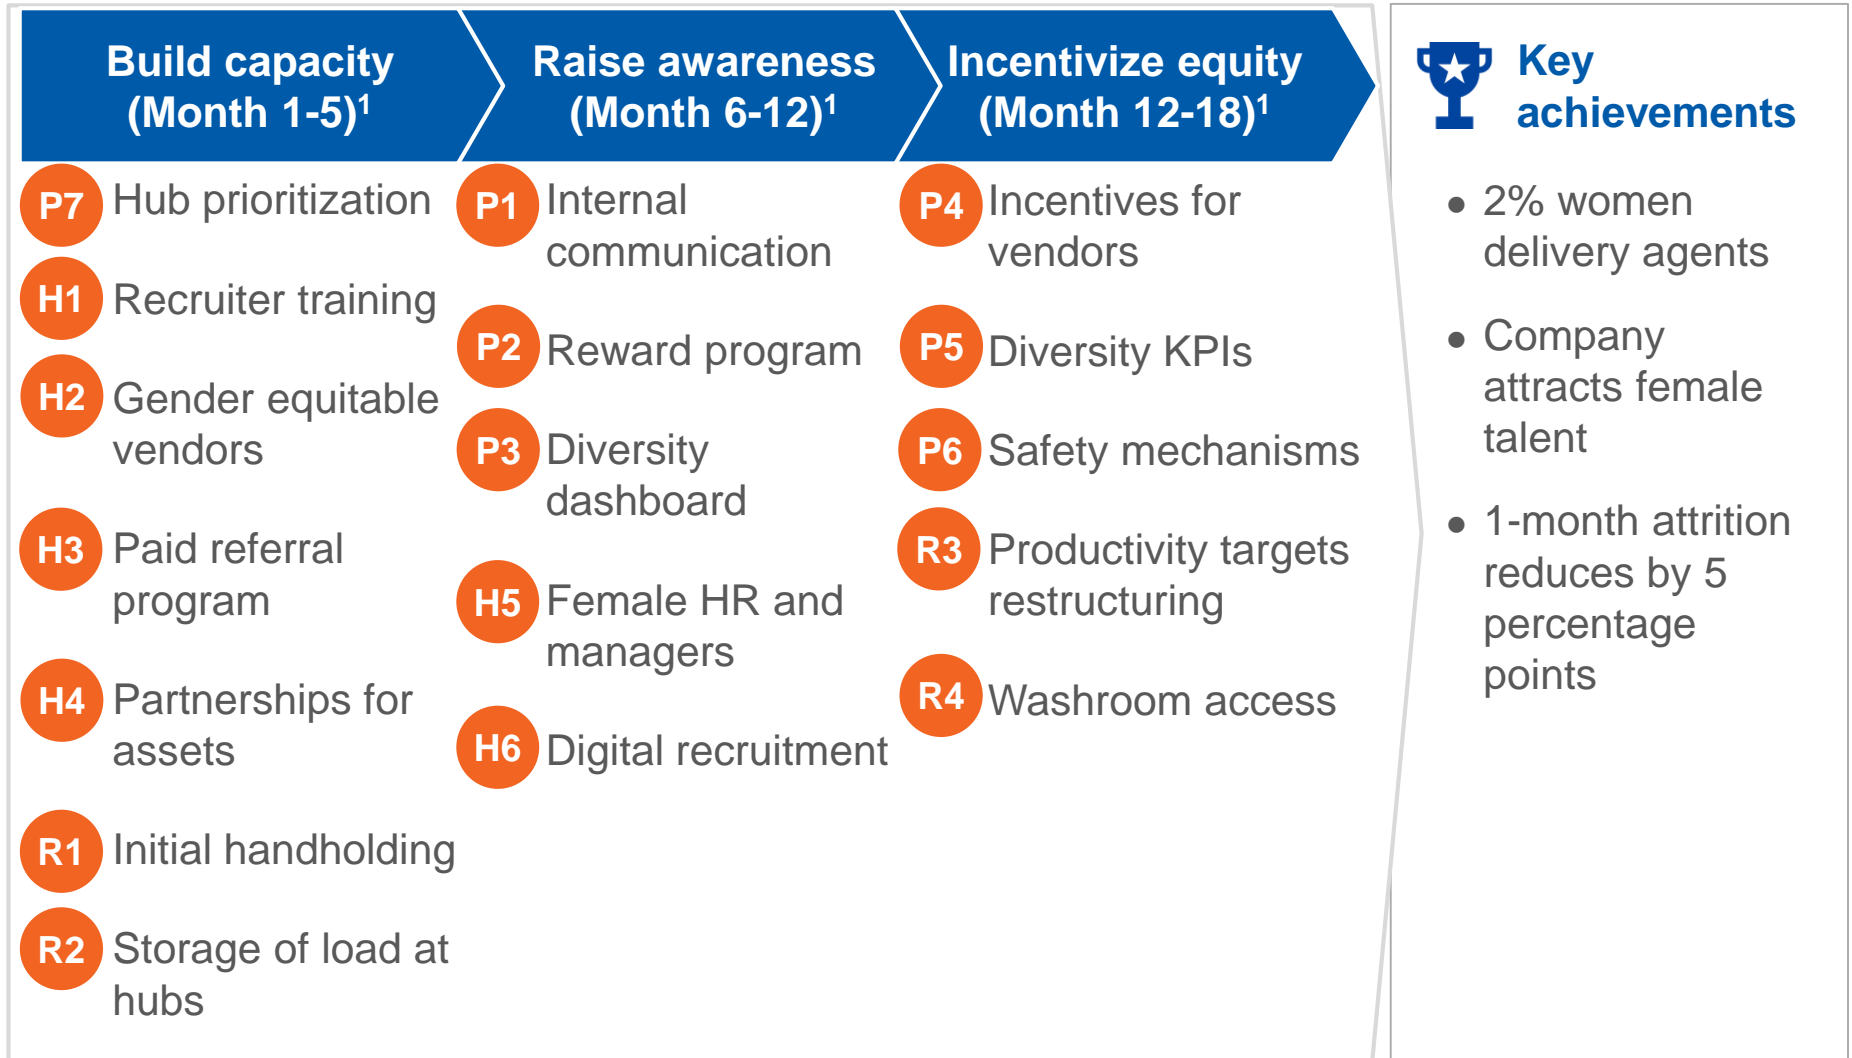 Build capacity
(Month 1-5)1
Raise awareness
(Month 6-12)1
Incentivize equity
(Month 12-18)1
Key
achievements
P7 Hub prioritization
H1 Recruiter training
H2 Gender equitable
vendors
H3 Paid referral
program
H4 Partnerships for
assets
R1 Initial handholding
R2 Storage of load at
hubs
P1 Internal
communication
P2 Reward program
P3 Diversity
dashboard
H5 Female HR and
managers
H6 Digital recruitment
P4 Incentives for
vendors
P5 Diversity KPIs
P6 Safety mechanisms
R3 Productivity targets
restructuring
R4 Washroom access
• 2% women
delivery agents
• Company
attracts female
talent
• 1-month attrition
reduces by 5
percentage
points